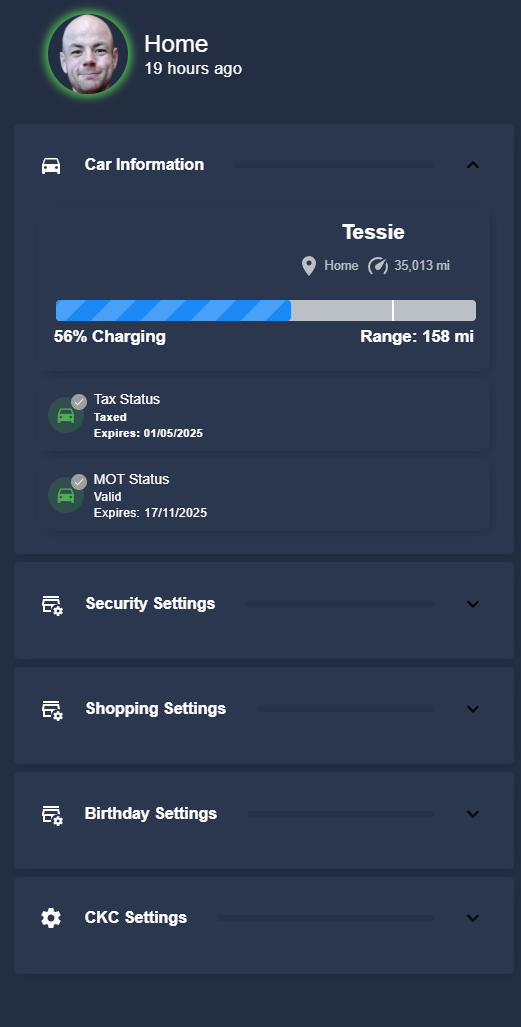 Home
19 hours ago
Car Information
Tessie
Home 35,013 mi
56% Charging Range: 158 mi
Tax Status
Taxed
Expires: 01/05/2025
MOT Status
Valid
Expires: 17/11/2025
Security Settings
Shopping Settings
Birthday Settings
CKC Settings